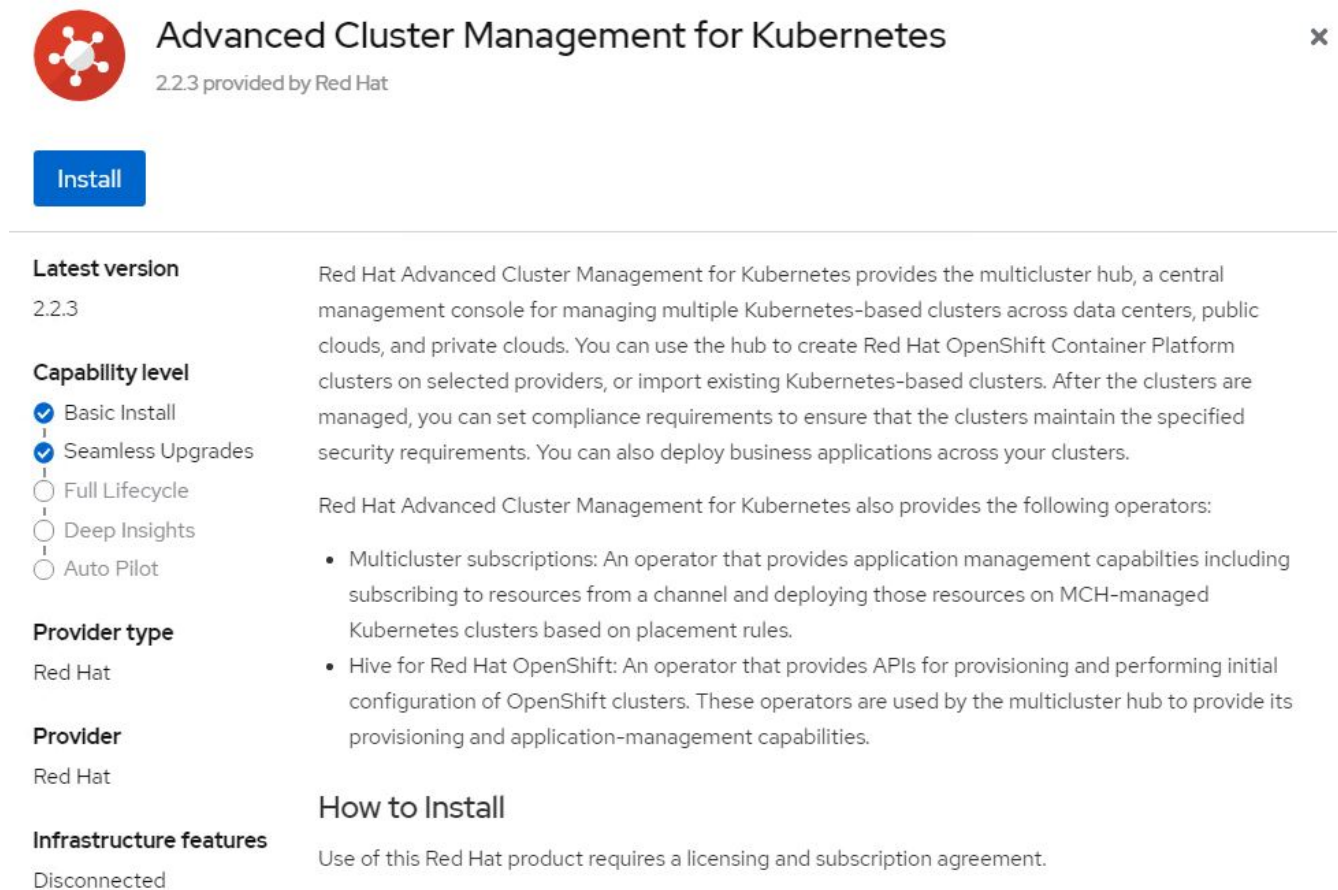 Advanced Cluster Management for Kubernetes
2.2.3 provided by Red Hat
Install
Latest version
2.2.3
Capability level
Basic Install
Seamless Upgrades
Full Lifecycle
Deep Insights
Auto Pilot
Provider type
Red Hat
Provider
Red Hat
Infrastructure features
Disconnected
Red Hat Advanced Cluster Management for Kubernetes provides the multicluster hub, a central
management console for managing multiple Kubernetes-based clusters across data centers, public
clouds, and private clouds. You can use the hub to create Red Hat OpenShift Container Platform
clusters on selected providers, or import existing Kubernetes-based clusters. After the clusters are
managed, you can set compliance requirements to ensure that the clusters maintain the specified
security requirements. You can also deploy business applications across your clusters.
Red Hat Advanced Cluster Management for Kubernetes also provides the following operators:
• Multicluster subscriptions: An operator that provides application management capabilties including
subscribing to resources from a channel and deploying those resources on MCH-managed
Kubernetes clusters based on placement rules.
• Hive for Red Hat OpenShift: An operator that provides APIs for provisioning and performing initial
configuration of OpenShift clusters. These operators are used by the multicluster hub to provide its
provisioning and application-management capabilities.
How to Install
Use of this Red Hat product requires a licensing and subscription agreement.